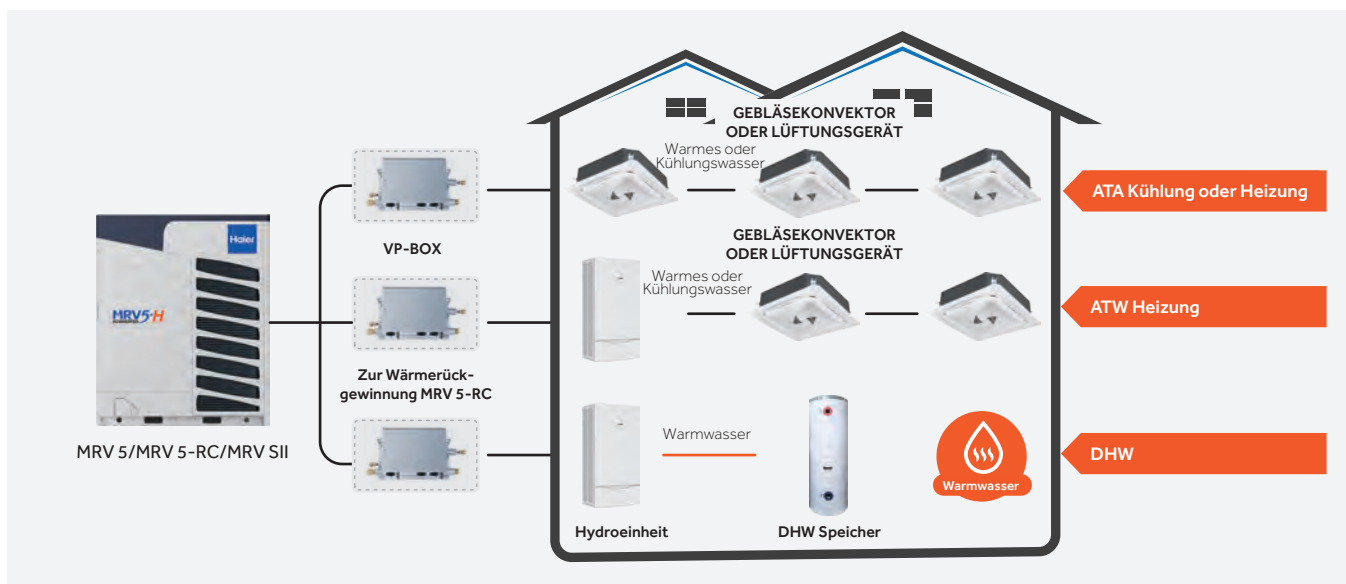 GEBLÄSEKONVEKTOR
ODER LÜFTUNGSGERÄT
Warmes oder
Kühlungswasser
ATA Kühlung oder Heizung
VP-BOX
Haier
MRV5-H
GEBLÄSEKONVEKTOR
ODER LÜFTUNGSGERÄT
Warmes oder
Kühlungswasser
ATW Heizung
Zur Wärmerück-
gewinnung MRV 5-RC
MRV 5/MRV 5-RC/MRV SII
Warmwasser
DHW
Warmwasser
Hydroeinheit
DHW Speicher